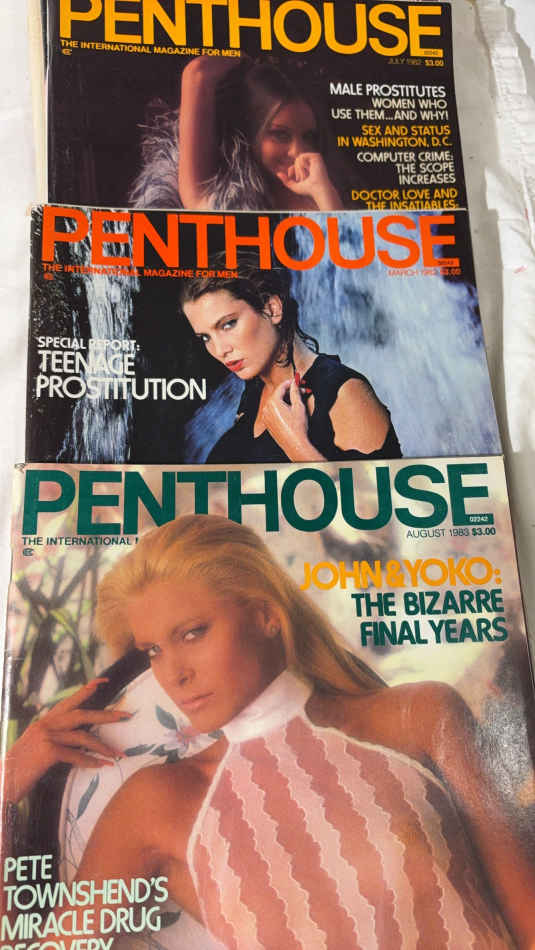 PENTHOUSE
THE INTERNATIONAL MAGAZINE FOR MEN
JULY 1982 $3.00
MALE PROSTITUTES
WOMEN WHO
USE THEM...AND WHY!
SEX AND STATUS
IN WASHINGTON, D.C.
COMPUTER CRIME:
THE SCOPE
INCREASES
DOCTOR LOVE AND
THE INSATIABLES:
PENTHOUSE
THE INTERNATIONAL MAGAZINE FOR MEN
MARCH $3.00
SPECIAL REPORT:
TEENAGE
PROSTITUTION
PENTHOUSE
02242
THE INTERNATIONAL
AUGUST 1983 $3.00
JOHN & YOKO:
THE BIZARRE
FINAL YEARS
PETE
TOWNSHEND'S
MIRACLE DRUG
RECOVERY